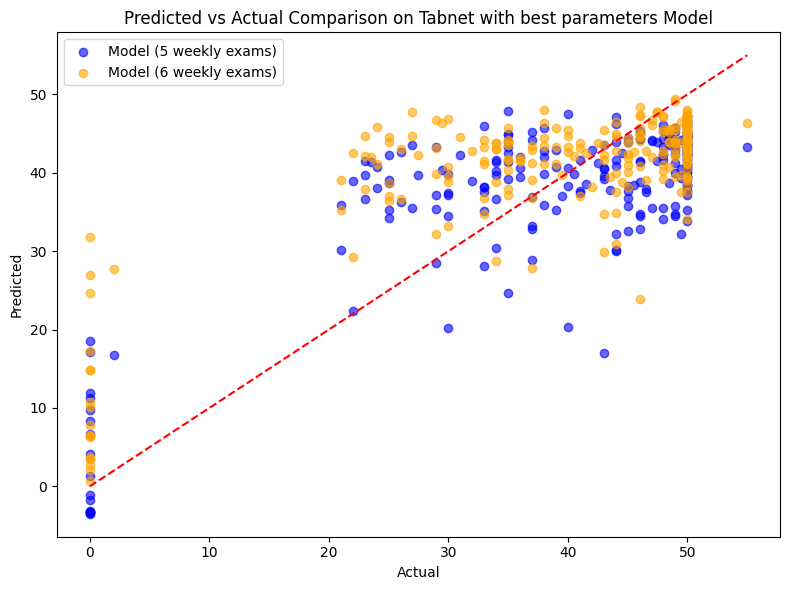 Predicted vs Actual Comparison on Tabnet with best parameters Model
Model (5 weekly exams)
Model (6 weekly exams)
50
40
30
20
10
0
Predicted
0 10 20 30 40 50
Actual